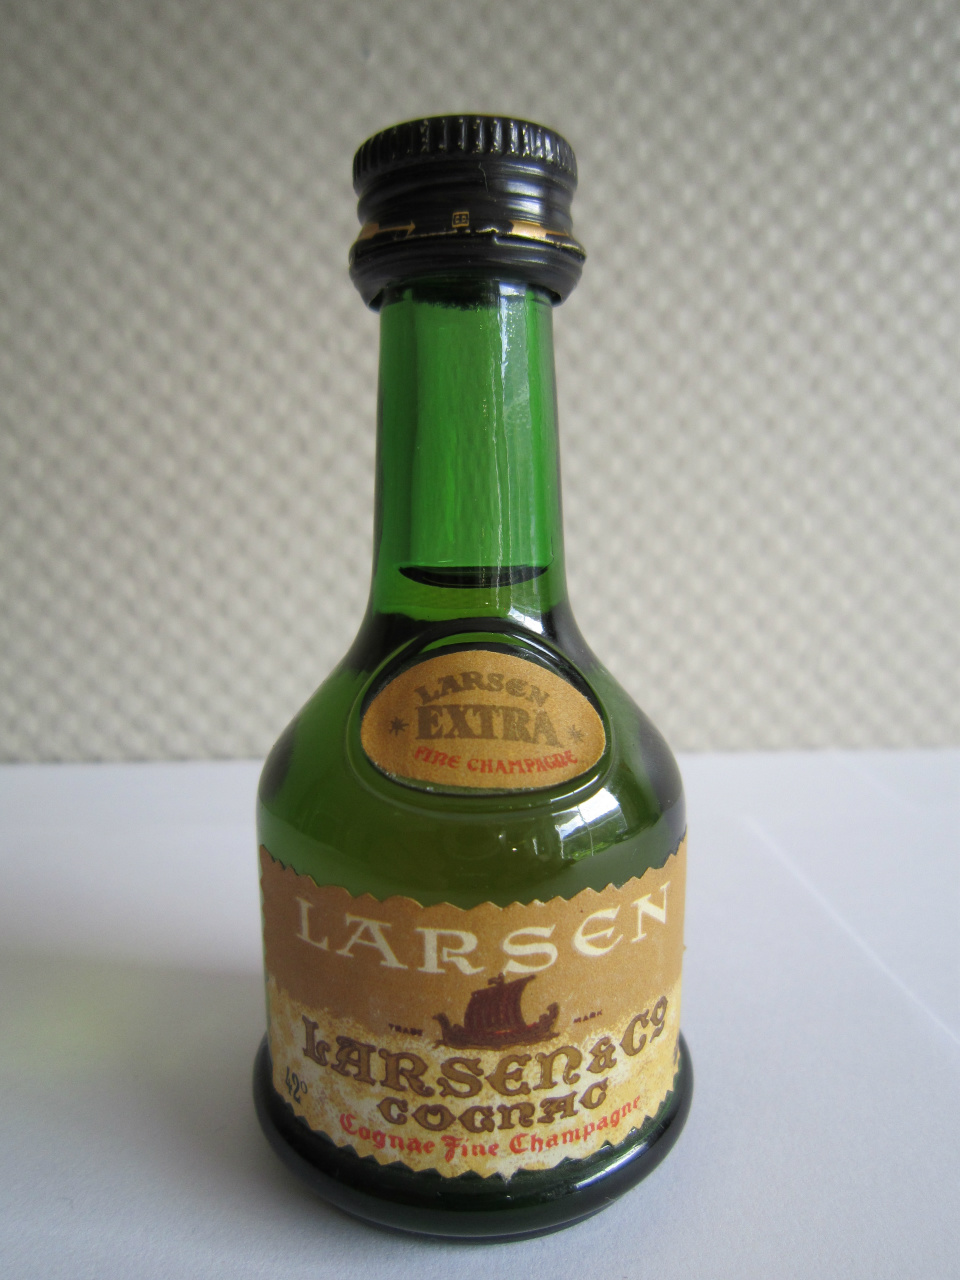 LARSEN
EXTRA
FINE CHAMPAGNE
LARSEN
TRADE MARK
LARSEN & Cº
42°
COGNAC
Cognac Fine Champagne